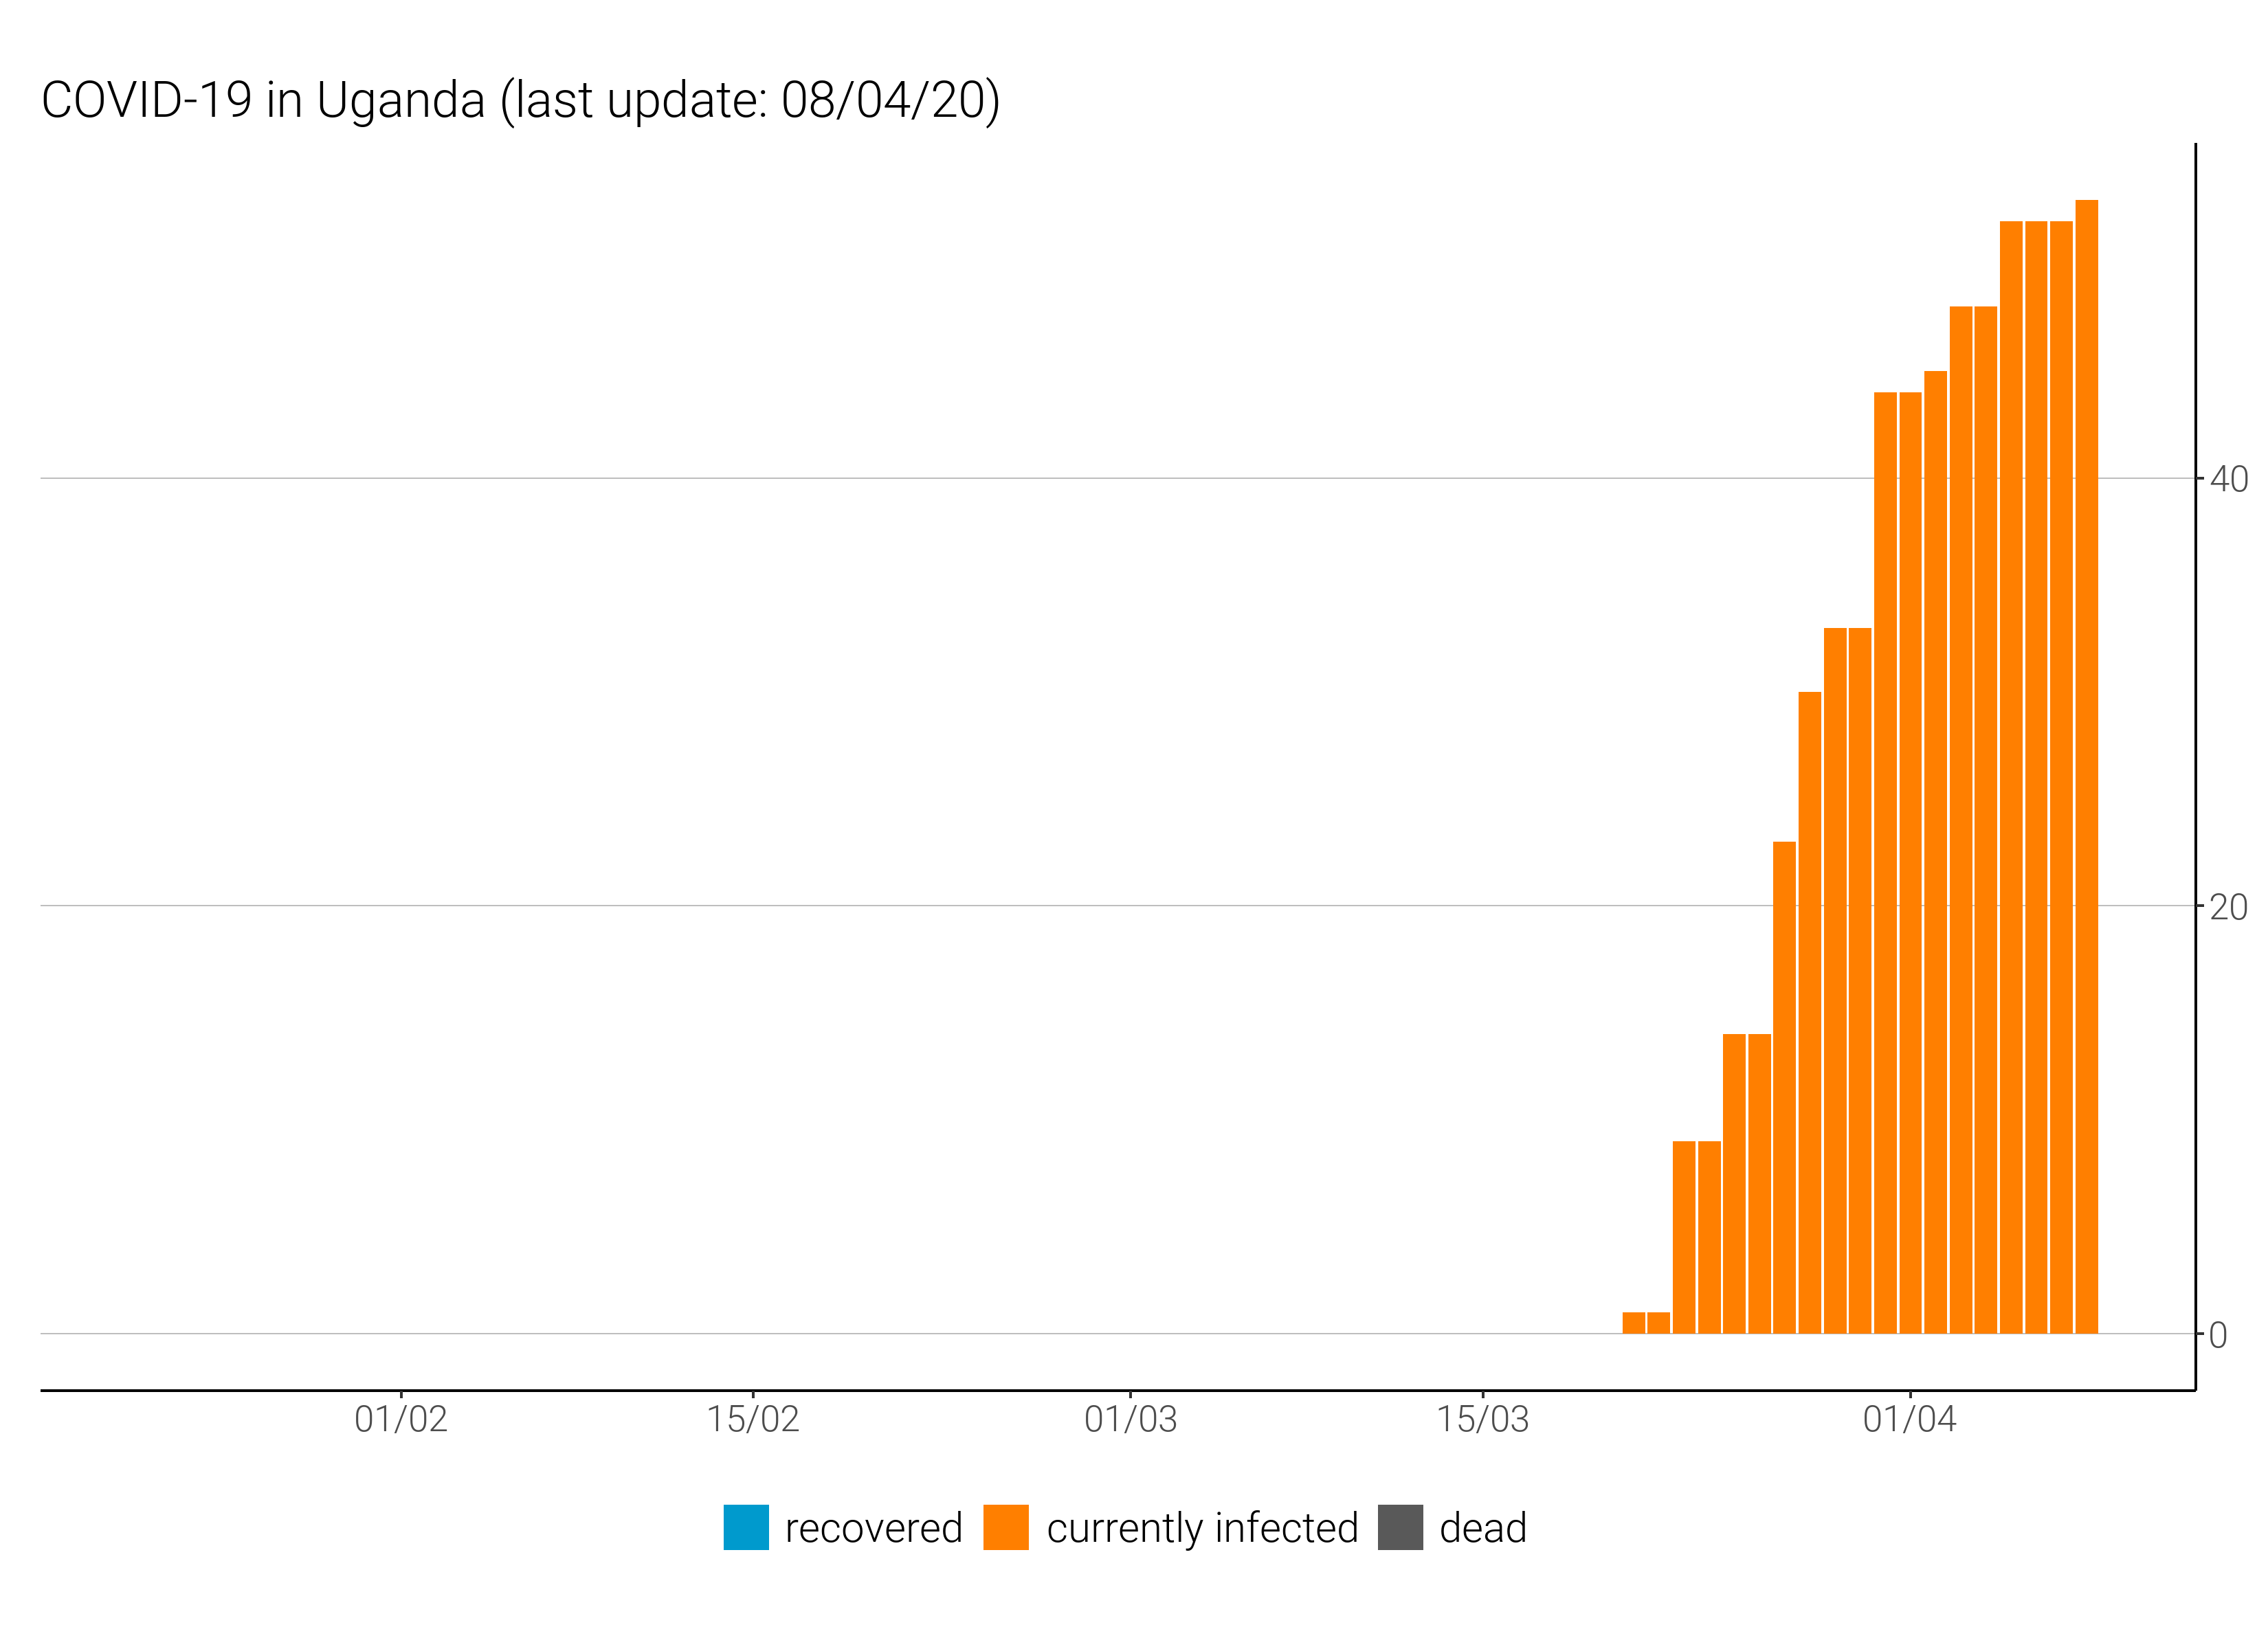 COVID-19 in Uganda (last update: 08/04/20)
40
20
0
01/02 15/02 01/03 15/03 01/04
recovered currently infected dead